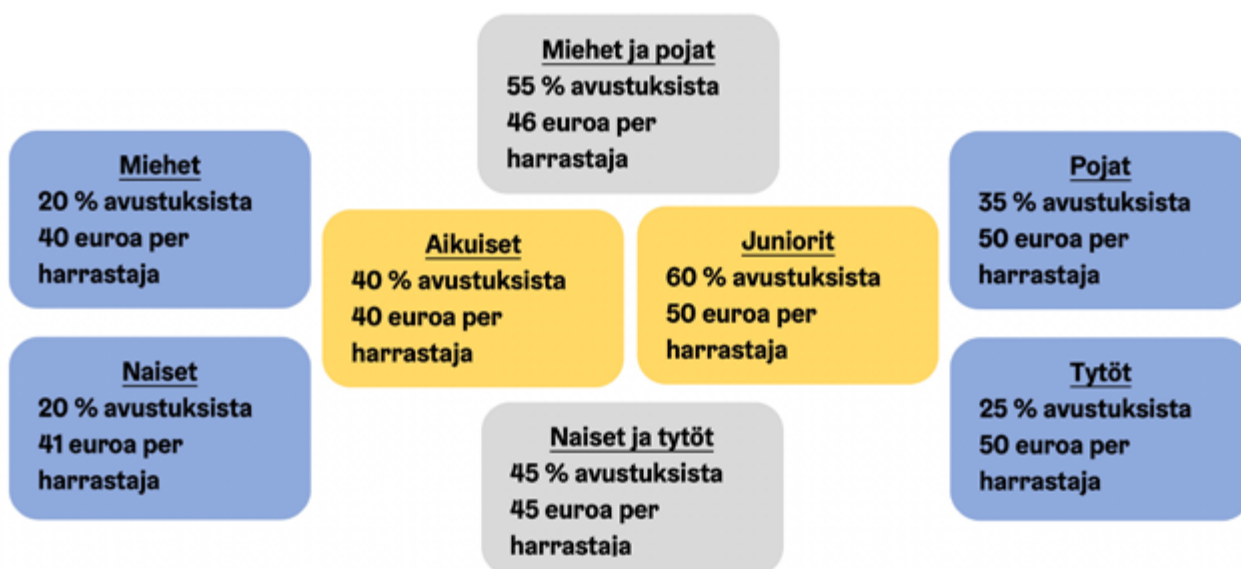 Miehet ja pojat
55 % avustuksista
46 euroa per
harrastaja
Miehet
20 % avustuksista
40 euroa per
harrastaja
Pojat
35 % avustuksista
50 euroa per
harrastaja
Aikuiset
40 % avustuksista
40 euroa per
harrastaja
Juniorit
60 % avustuksista
50 euroa per
harrastaja
Naiset
20 % avustuksista
41 euroa per
harrastaja
Tytöt
25 % avustuksista
50 euroa per
harrastaja
Naiset ja tytöt
45 % avustuksista
45 euroa per
harrastaja